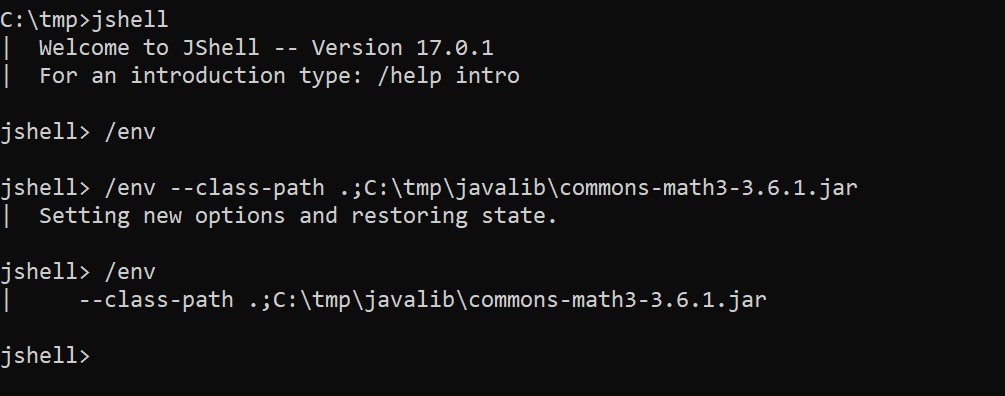 C:\tmp>jshell
|  Welcome to JShell -- Version 17.0.1
|  For an introduction type: /help intro
jshell> /env
jshell> /env --class-path .;C:\tmp\javalib\commons-math3-3.6.1.jar
|  Setting new options and restoring state.
jshell> /env
|     --class-path .;C:\tmp\javalib\commons-math3-3.6.1.jar
jshell>